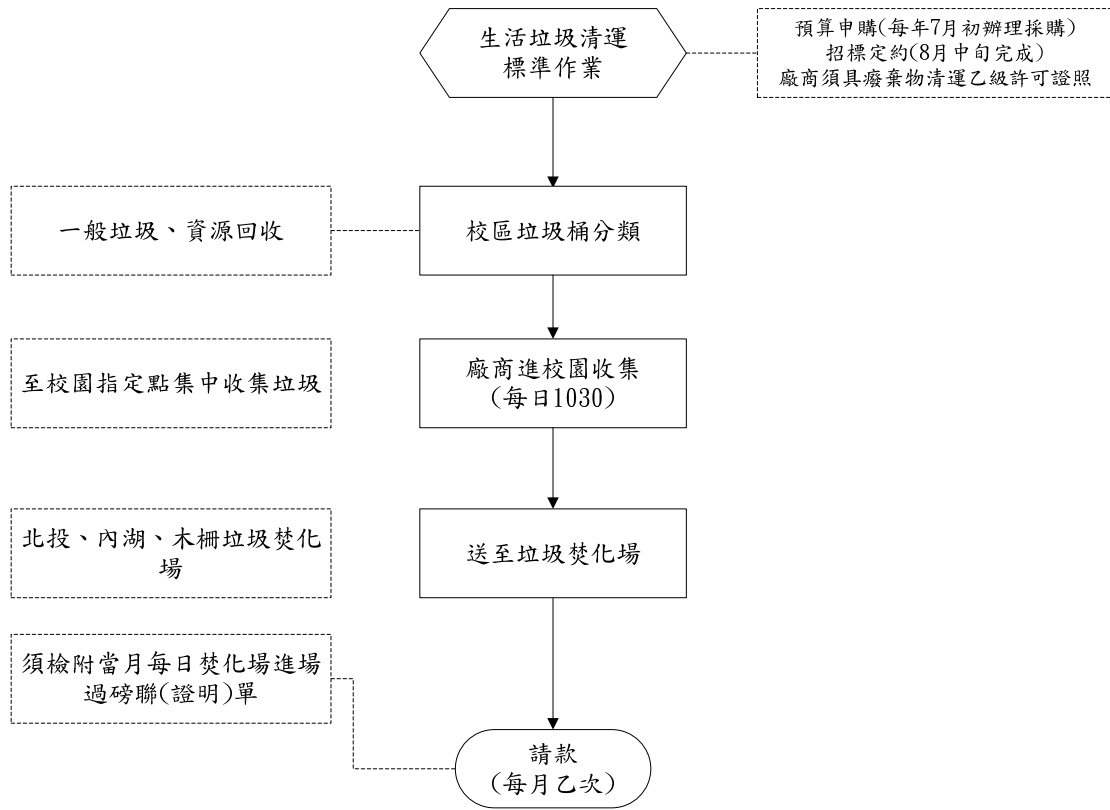 生活垃圾清運
標準作業
預算申購(每年7月初辦理採購)
招標定約(8月中旬完成)
廠商須具廢棄物清運乙級許可證照
一般垃圾、資源回收
校區垃圾桶分類
至校園指定點集中收集垃圾
廠商進校園收集
(每日1030)
北投、內湖、木柵垃圾焚化
場
送至垃圾焚化場
須檢附當月每日焚化場進場
過磅聯(證明)單
請款
(每月乙次)